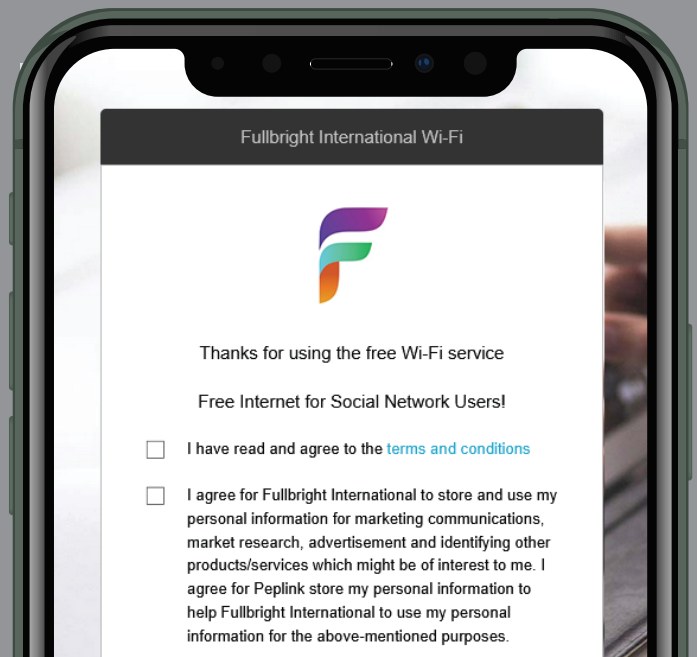 Fullbright International Wi-Fi
Thanks for using the free Wi-Fi service
Free Internet for Social Network Users!
I have read and agree to the terms and conditions
I agree for Fullbright International to store and use my
personal information for marketing communications,
market research, advertisement and identifying other
products/services which might be of interest to me. I
agree for Peplink store my personal information to
help Fullbright International to use my personal
information for the above-mentioned purposes.